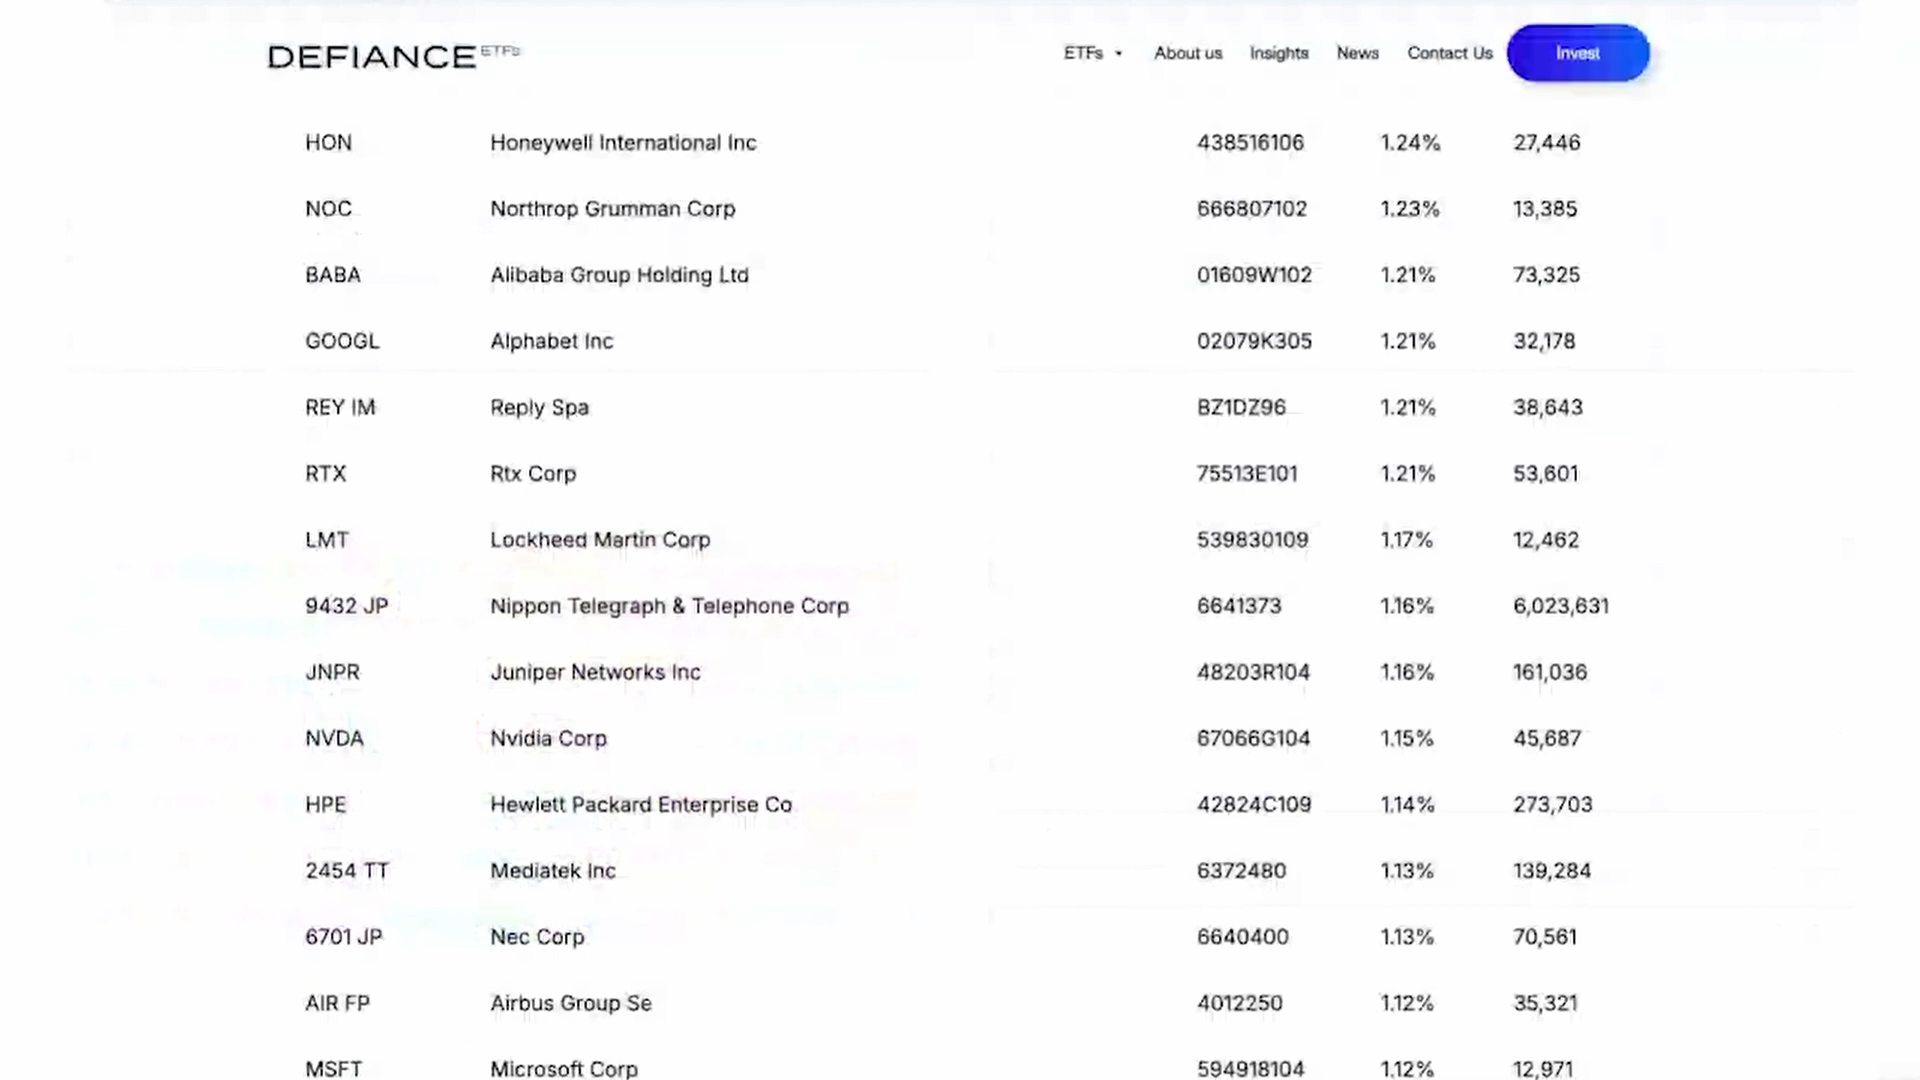 DEFIANCE ETFs ETFs About us Insights News Contact Us Invest
HON Honeywell International Inc 438516106 1.24% 27,446
NOC Northrop Grumman Corp 666807102 1.23% 13,385
BABA Alibaba Group Holding Ltd 01609W102 1.21% 73,325
GOOGL Alphabet Inc 02079K305 1.21% 32,178
REY IM Reply Spa BZ1DZ96 1.21% 38,643
RTX Rtx Corp 75513E101 1.21% 53,601
LMT Lockheed Martin Corp 539830109 1.17% 12,462
9432 JP Nippon Telegraph & Telephone Corp 6641373 1.16% 6,023,631
JNPR Juniper Networks Inc 48203R104 1.16% 161,036
NVDA Nvidia Corp 67066G104 1.15% 45,687
HPE Hewlett Packard Enterprise Co 42824C109 1.14% 273,703
2454 TT Mediatek Inc 6372480 1.13% 139,284
6701 JP Nec Corp 6640400 1.13% 70,561
AIR FP Airbus Group Se 4012250 1.12% 35,321
MSFT Microsoft Corp 594918104 1.12% 12,971